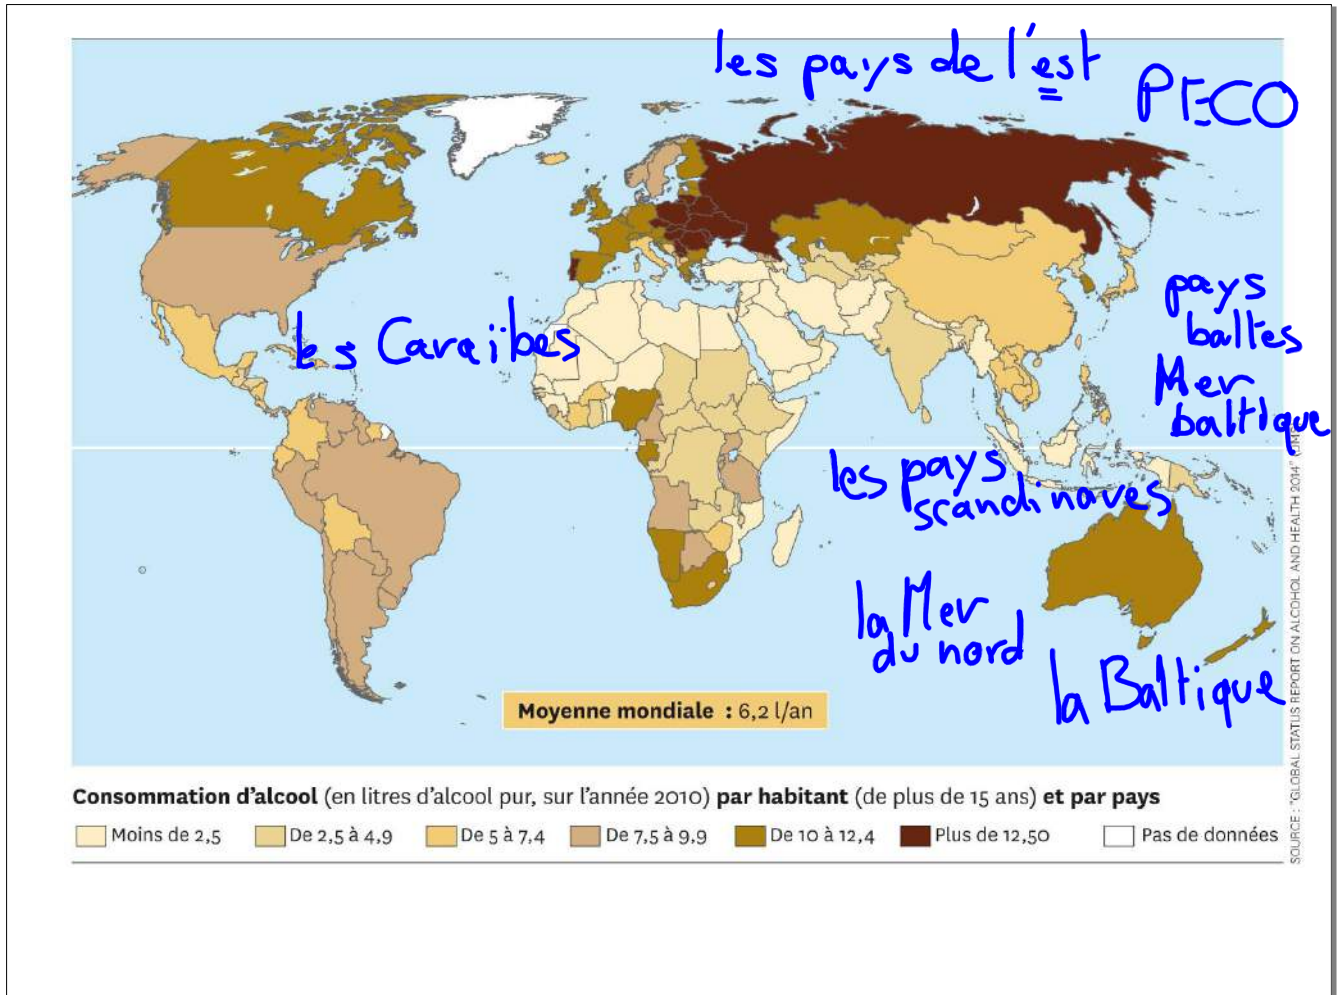 les pays de l'est
PECO
les Caraïbes
pays
baltes
Mer
baltique
les pays
scandinaves
la Mer
du nord
la Baltique
Moyenne mondiale : 6,2 l/an
Consommation d'alcool (en litres d'alcool pur, sur l'année 2010) par habitant (de plus de 15 ans) et par pays
Moins de 2,5 De 2,5 à 4,9 De 5 à 7,4 De 7,5 à 9,9 De 10 à 12,4 Plus de 12,50 Pas de données
SOURCE : "GLOBAL STATUS REPORT ON ALCOHOL AND HEALTH 2014"